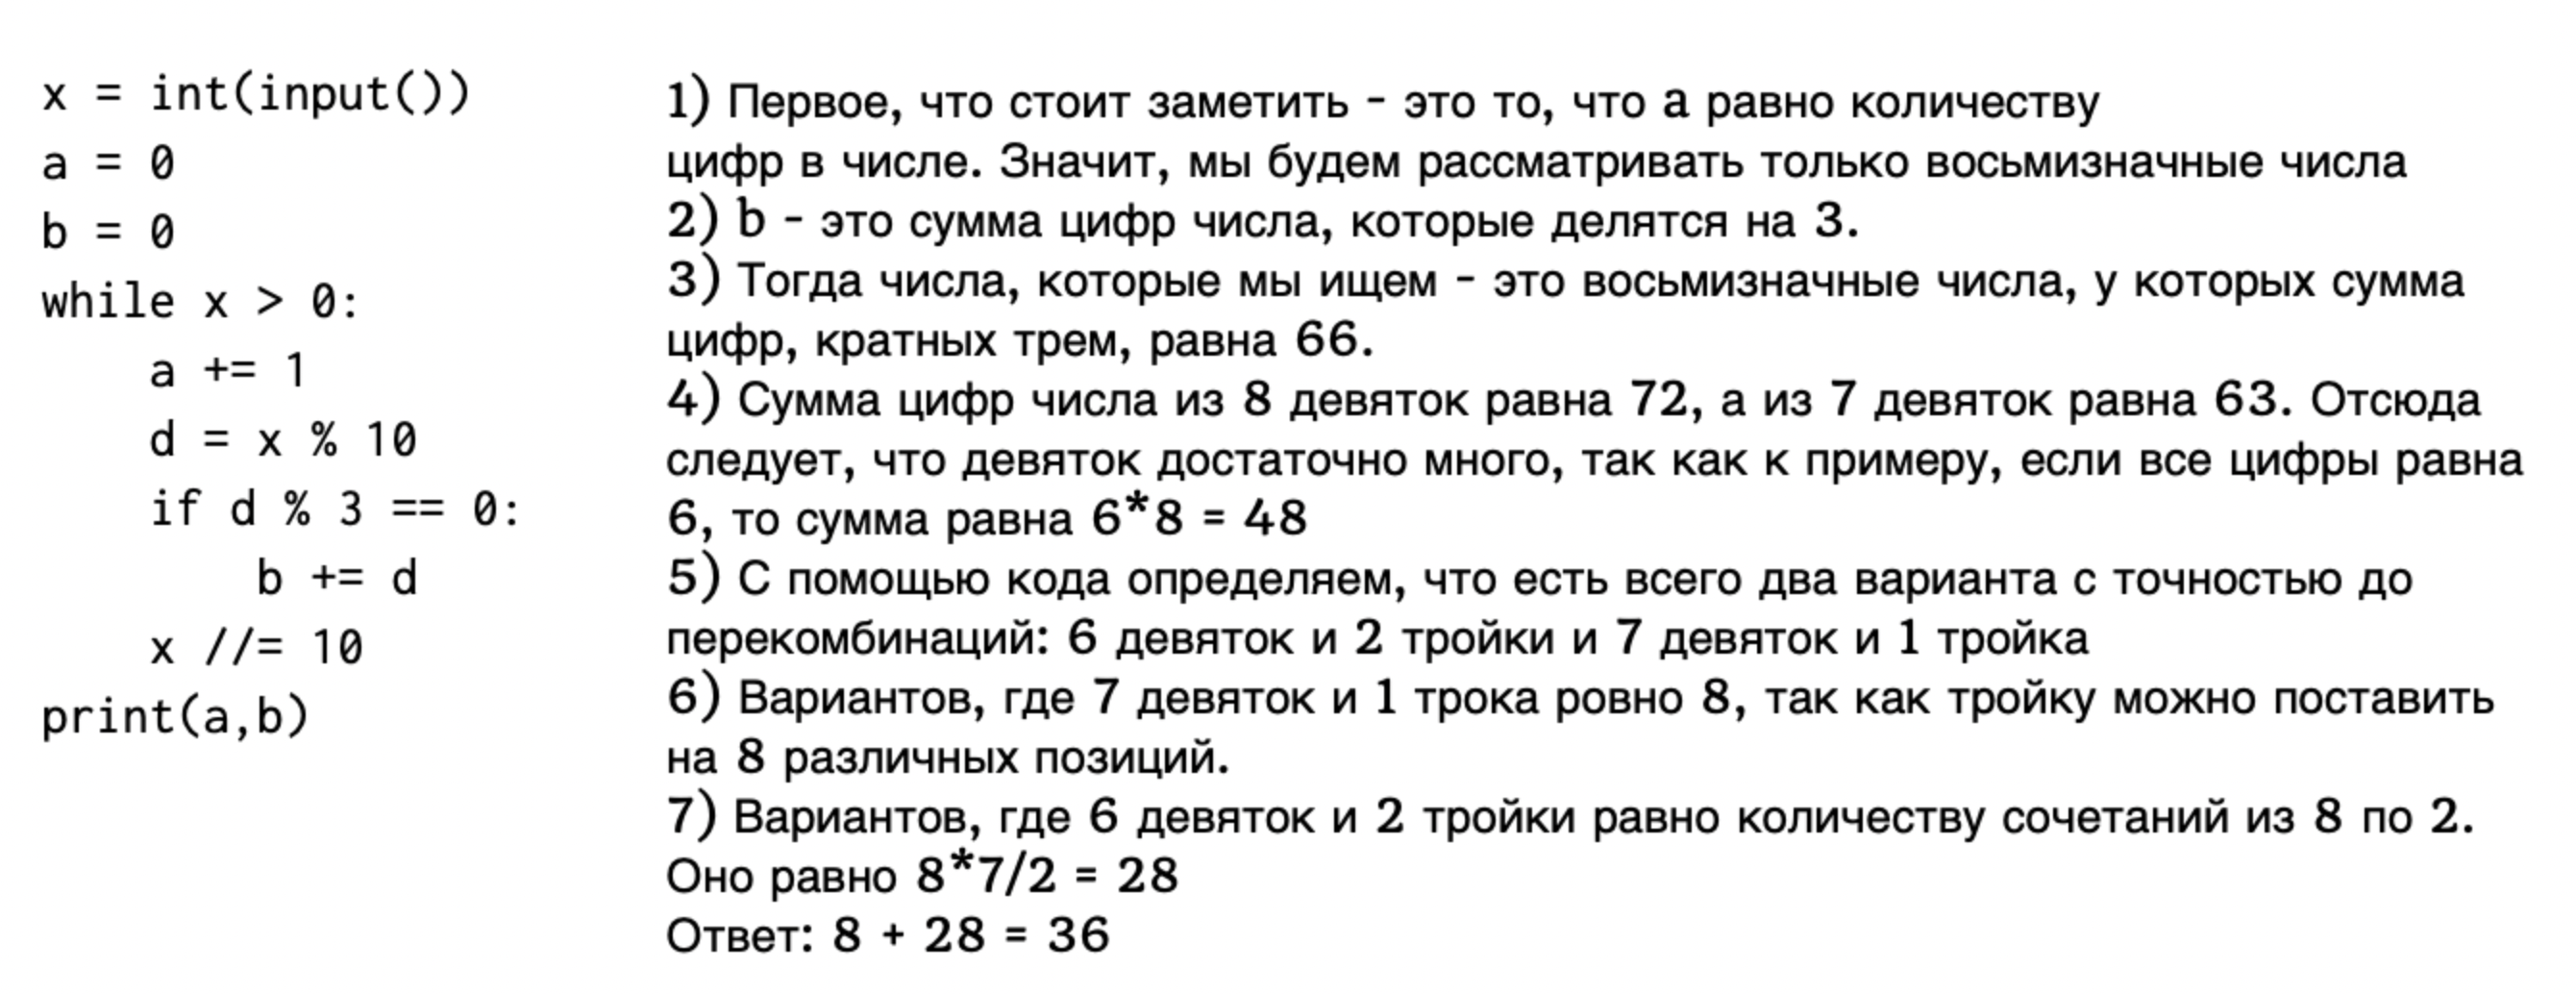 x = int(input())
a = 0
b = 0
while x > 0:
    a += 1
    d = x % 10
    if d % 3 == 0:
        b += d
    x //= 10
print(a,b)
1) Первое, что стоит заметить - это то, что a равно количеству
цифр в числе. Значит, мы будем рассматривать только восьмизначные числа
2) b - это сумма цифр числа, которые делятся на 3.
3) Тогда числа, которые мы ищем - это восьмизначные числа, у которых сумма
цифр, кратных трем, равна 66.
4) Сумма цифр числа из 8 девяток равна 72, а из 7 девяток равна 63. Отсюда
следует, что девяток достаточно много, так как к примеру, если все цифры равна
6, то сумма равна 6*8 = 48
5) С помощью кода определяем, что есть всего два варианта с точностью до
перекомбинаций: 6 девяток и 2 тройки и 7 девяток и 1 тройка
6) Вариантов, где 7 девяток и 1 трока ровно 8, так как тройку можно поставить
на 8 различных позиций.
7) Вариантов, где 6 девяток и 2 тройки равно количеству сочетаний из 8 по 2.
Оно равно 8*7/2 = 28
Ответ: 8 + 28 = 36